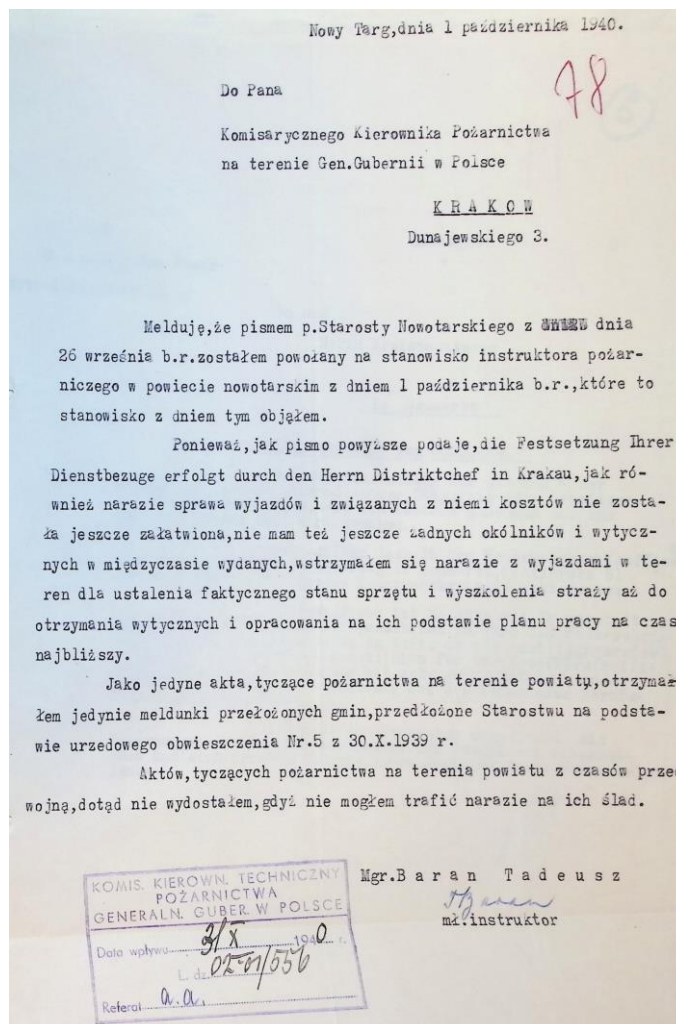 Nowy Targ,dnia 1 października 1940.
78
Do Pana
Komisarycznego Kierownika Pożarnictwa
na terenie Gen.Gubernii w Polsce
K R A K O W
Dunajewskiego 3.
Melduję,że pismem p.Starosty Nowotarskiego z dnia
26 września b.r.zostałem powołany na stanowisko instruktora pożar-
niczego w powiecie nowotarskim z dniem 1 października b.r.,które to
stanowisko z dniem tym objąłem.
Ponieważ,jak pismo powyższe podaje,die Festsetzung Ihrer
Dienstbezuge erfolgt durch den Herrn Distriktchef in Krakau,jak ró-
wnież narazie sprawa wyjazdów i związanych z niemi kosztów nie zosta-
ła jeszcze załatwiona,nie mam też jeszcze żadnych okólników i wytycz-
nych w międzyczasie wydanych,wstrzymałem się narazie z wyjazdami w te-
ren dla ustalenia faktycznego stanu sprzętu i wyszkolenia straży aż do
otrzymania wytycznych i opracowania na ich podstawie planu pracy na czas
najbliższy.
Jako jedyne akta,tyczące pożarnictwa na terenie powiatu,otrzymał
łem jedynie meldunki przełożonych gmin,przedłożone Starostwu na podsta-
wie urzedowego obwieszczenia Nr.5 z 30.X.1939 r.
Aktów,tyczących pożarnictwa na terenia powiatu z czasów prze
wojną,dotąd nie wydostałem,gdyż nie mogłem trafić narazie na ich ślad.
Mgr.B a r a n T a d e u s z
mł.instruktor
KOMIS. KIEROWN. TECHNICZNY
POŻARNICTWA
GENERALN. GUBER. W POLSCE
Data wpływu 3/X 1940 r.
L. dz. 02-01/556
Referat a.a.